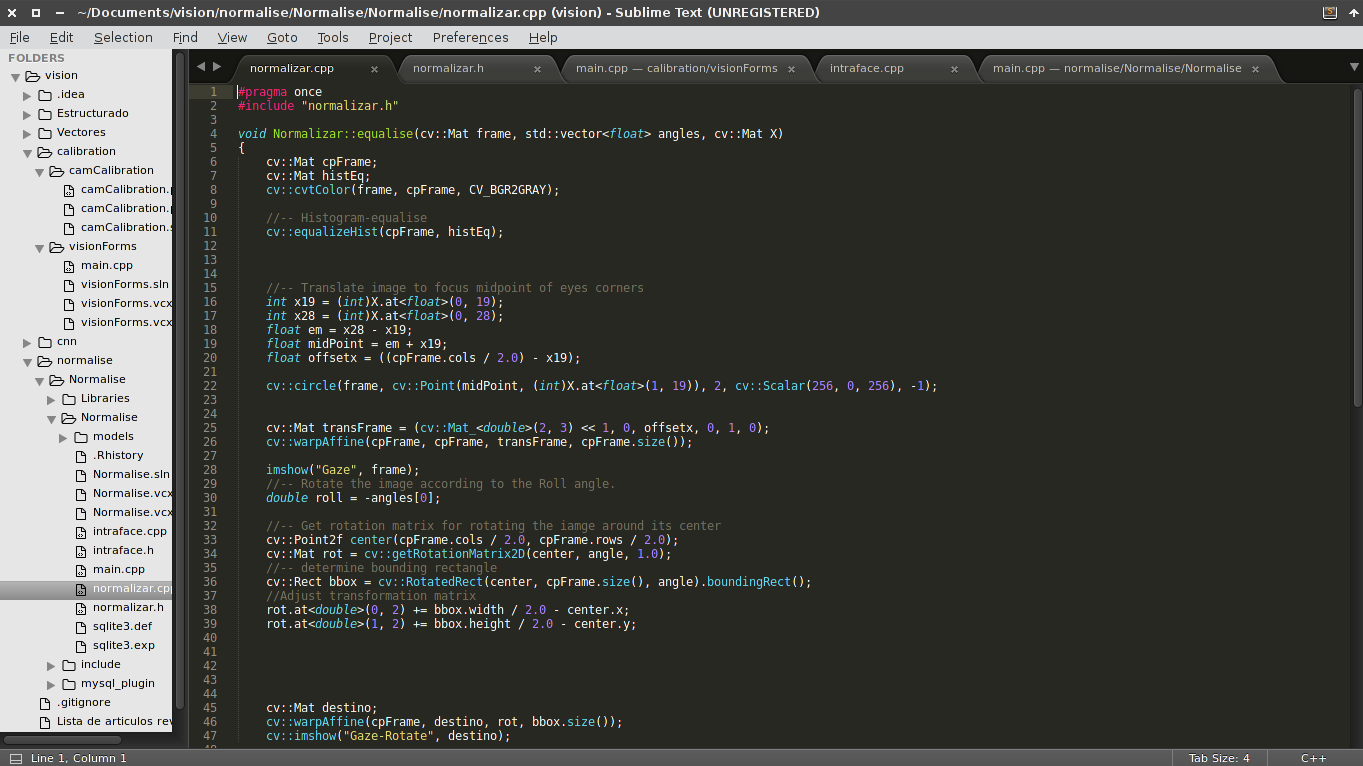 ~/Documents/vision/normalise/Normalise/Normalise/normalizar.cpp (vision) - Sublime Text (UNREGISTERED)
File Edit Selection Find View Goto Tools Project Preferences Help
FOLDERS
vision
.idea
Estructurado
Vectores
calibration
camCalibration
camCalibration.
camCalibration.
camCalibration.s
visionForms
main.cpp
visionForms.sln
visionForms.vcx
visionForms.vcx
cnn
normalise
Normalise
Libraries
Normalise
models
.Rhistory
Normalise.sln
Normalise.vcx
Normalise.vcx
intraface.cpp
intraface.h
main.cpp
normalizar.cpp
normalizar.h
sqlite3.def
sqlite3.exp
include
mysql_plugin
.gitignore
Lista de articulos rev
normalizar.cpp × normalizar.h × main.cpp — calibration/visionForms × intraface.cpp × main.cpp — normalise/Normalise/Normalise ×
1 #pragma once
2 #include "normalizar.h"
3
4 void Normalizar::equalise(cv::Mat frame, std::vector<float> angles, cv::Mat X)
5 {
6     cv::Mat cpFrame;
7     cv::Mat histEq;
8     cv::cvtColor(frame, cpFrame, CV_BGR2GRAY);
9
10     //-- Histogram-equalise
11     cv::equalizeHist(cpFrame, histEq);
12
13
14
15     //-- Translate image to focus midpoint of eyes corners
16     int x19 = (int)X.at<float>(0, 19);
17     int x28 = (int)X.at<float>(0, 28);
18     float em = x28 - x19;
19     float midPoint = em + x19;
20     float offsetx = ((cpFrame.cols / 2.0) - x19);
21
22     cv::circle(frame, cv::Point(midPoint, (int)X.at<float>(1, 19)), 2, cv::Scalar(256, 0, 256), -1);
23
24
25     cv::Mat transFrame = (cv::Mat_<double>(2, 3) << 1, 0, offsetx, 0, 1, 0);
26     cv::warpAffine(cpFrame, cpFrame, transFrame, cpFrame.size());
27
28     imshow("Gaze", frame);
29     //-- Rotate the image according to the Roll angle.
30     double roll = -angles[0];
31
32     //-- Get rotation matrix for rotating the iamge around its center
33     cv::Point2f center(cpFrame.cols / 2.0, cpFrame.rows / 2.0);
34     cv::Mat rot = cv::getRotationMatrix2D(center, angle, 1.0);
35     //-- determine bounding rectangle
36     cv::Rect bbox = cv::RotatedRect(center, cpFrame.size(), angle).boundingRect();
37     //Adjust transformation matrix
38     rot.at<double>(0, 2) += bbox.width / 2.0 - center.x;
39     rot.at<double>(1, 2) += bbox.height / 2.0 - center.y;
40
41
42
43
44
45     cv::Mat destino;
46     cv::warpAffine(cpFrame, destino, rot, bbox.size());
47     cv::imshow("Gaze-Rotate", destino);
Line 1, Column 1
Tab Size: 4
C++